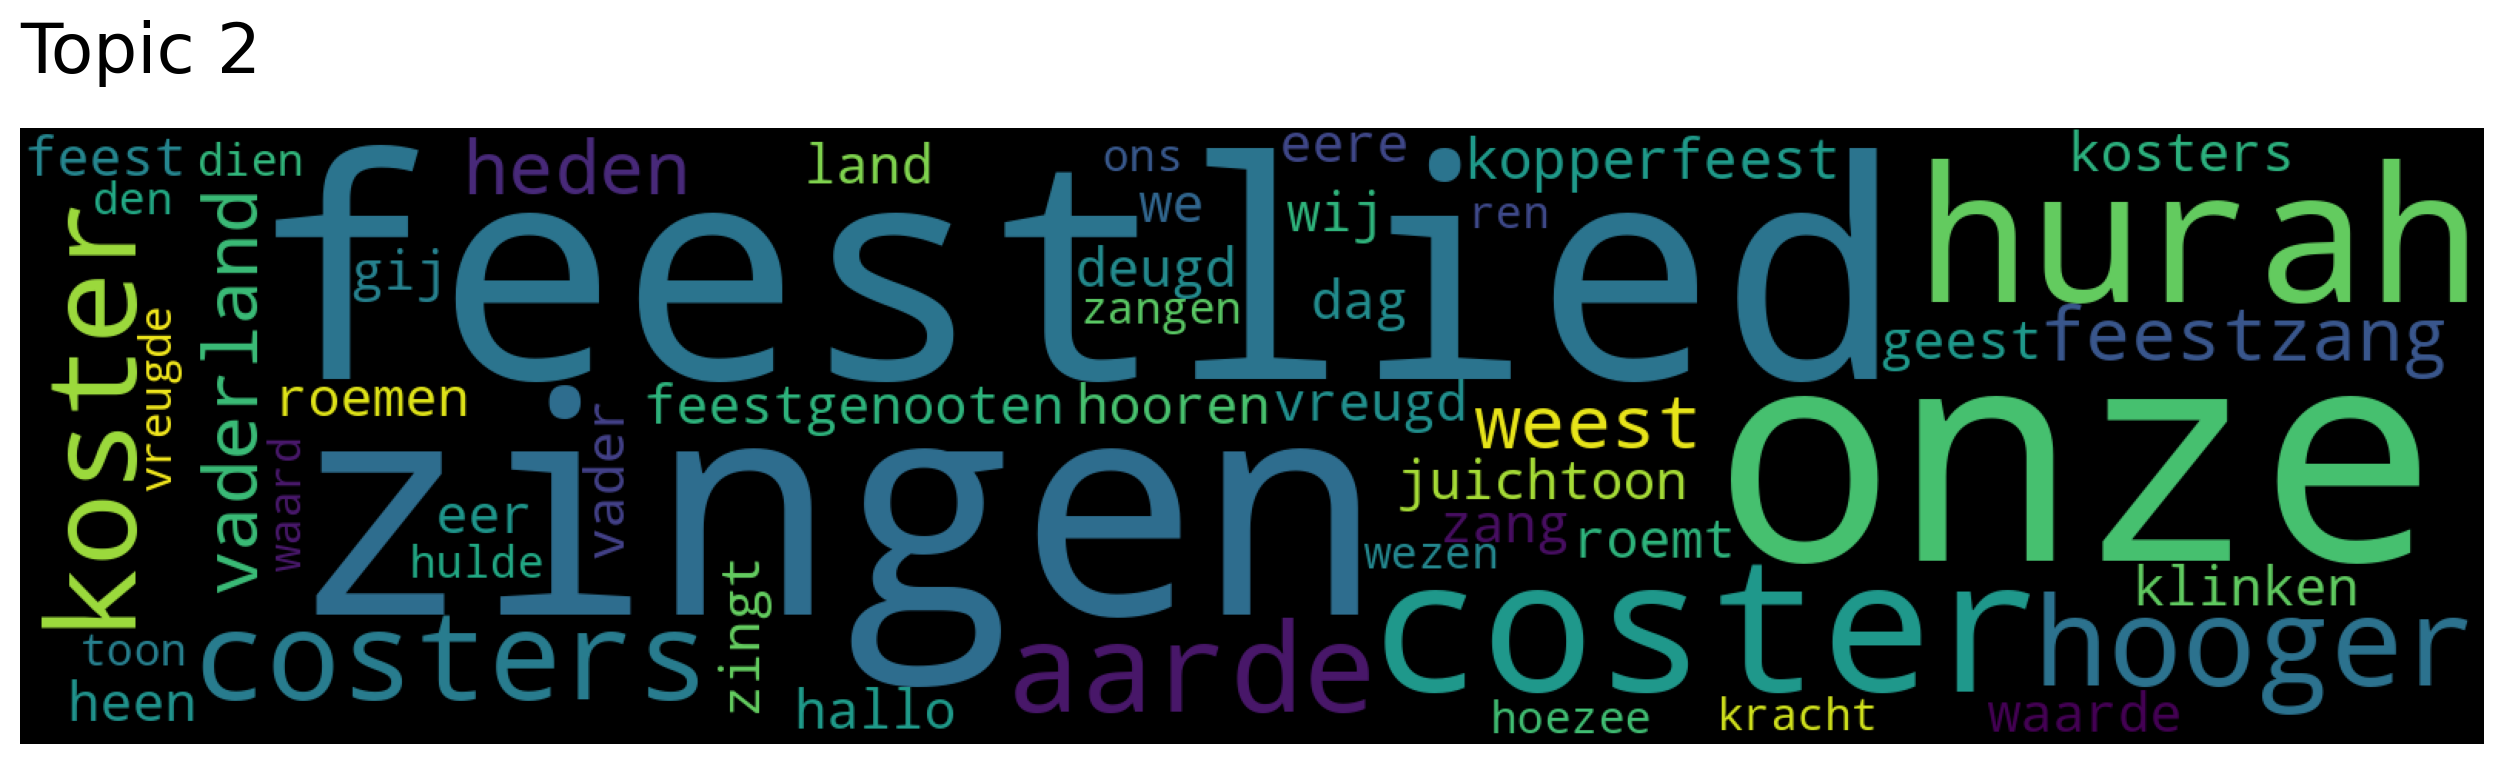 Topic 2
feest
dien
heden
land
ons
eere
kopperfeest
kosters
den
we
wij
ren
hurah
feestlied
gij
deugd
zangen
dag
koster
vreugde
vaderland
geest
feestzang
roemen
feestgenooten
hooren
vreugd
weest
onze
waard
zingen
vader
eer
hulde
juichtoon
zang
roemt
wezen
klinken
toon
costers
zingt
aarde
coster
hooger
heen
hallo
hoezee
kracht
waarde